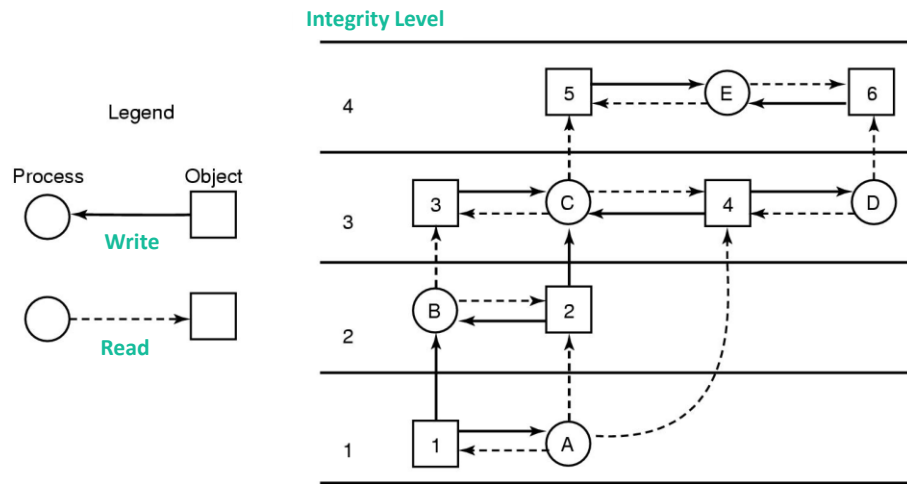 Integrity Level
Legend
Process Object
Write
Read
4
5 E 6
3
3 C 4 D
2
B 2
1
1 A